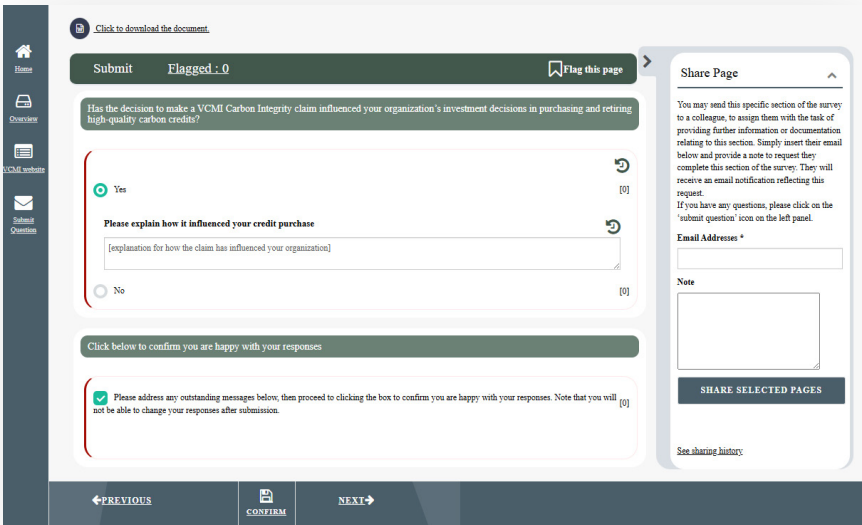 Click to download the document.
Home
Overview
VCMI website
Submit
Question
Submit
Flagged : 0
Flag this page
Has the decision to make a VCMI Carbon Integrity claim influenced your organization's investment decisions in purchasing and retiring
high-quality carbon credits?
Yes
[0]
Please explain how it influenced your credit purchase
[explanation for how the claim has influenced your organization]
No
[0]
Click below to confirm you are happy with your responses
Please address any outstanding messages below, then proceed to clicking the box to confirm you are happy with your responses. Note that you will
not be able to change your responses after submission.
[0]
PREVIOUS
CONFIRM
NEXT
Share Page
You may send this specific section of the survey
to a colleague, to assign them with the task of
providing further information or documentation
relating to this section. Simply insert their email
below and provide a note to request they
complete this section of the survey. They will
receive an email notification reflecting this
request.
If you have any questions, please click on the
'submit question' icon on the left panel.
Email Addresses *
Note
SHARE SELECTED PAGES
See sharing history